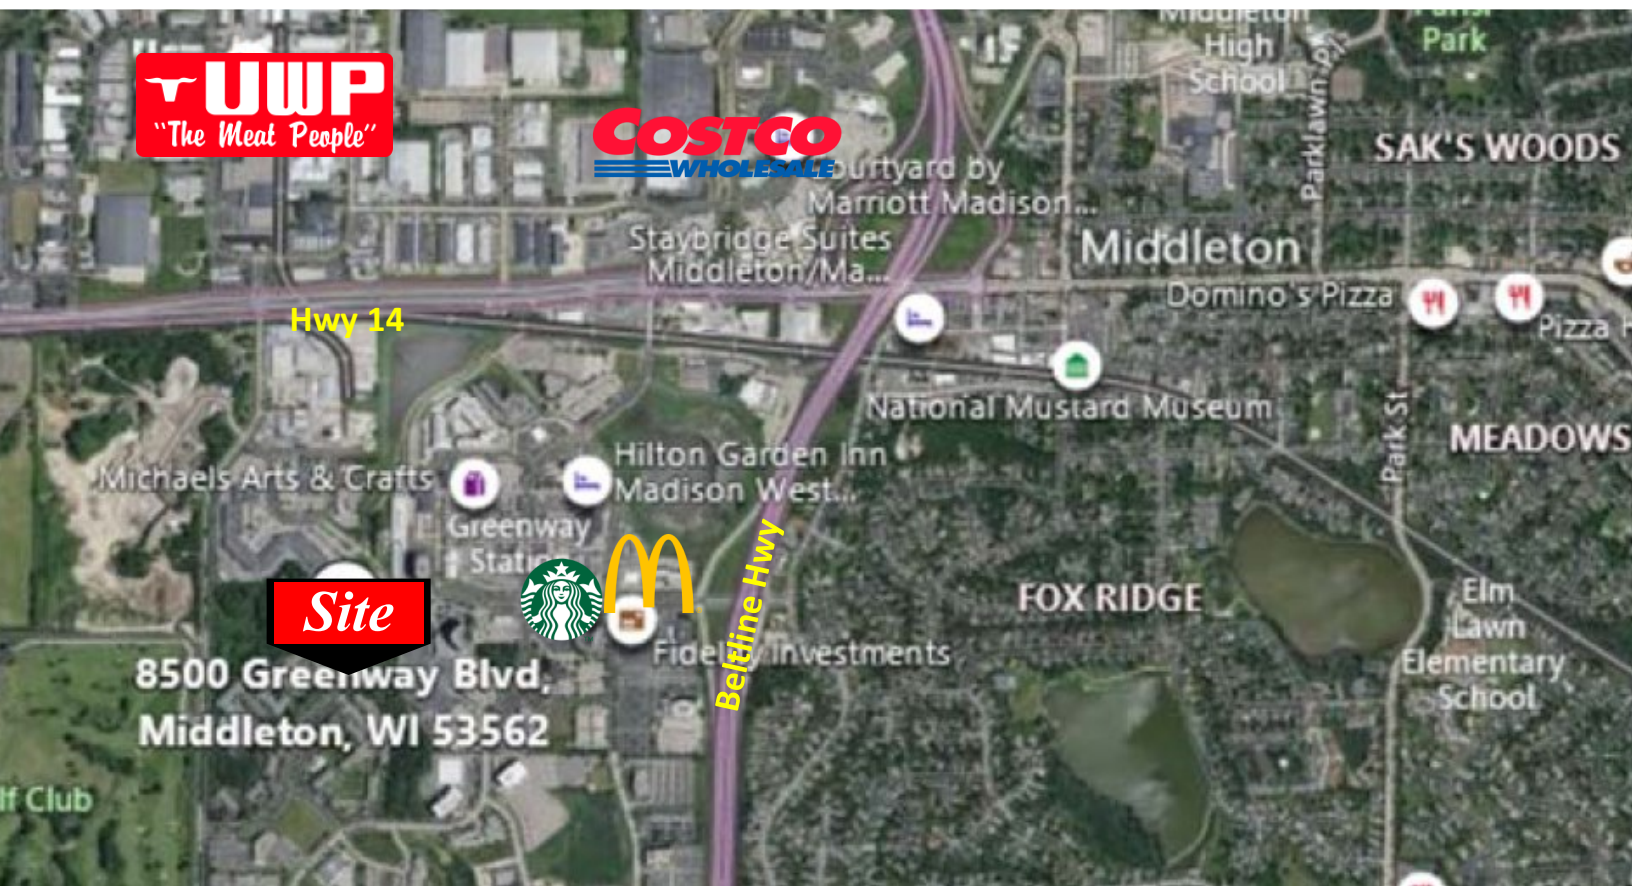 Middleton
High
School
Park
Parklawn Pl
UWP
"The Meat People"
COSTCO
WHOLESALE
SAK'S WOODS
ourtyard by
Marriott Madison...
Staybridge Suites
Middleton/Ma...
Middleton
Domino's Pizza
Pizza
Hwy 14
National Mustard Museum
Park St
MEADOWS
Michaels Arts & Crafts
Hilton Garden Inn
Madison West...
Greenway
Stati
Beltline Hwy
FOX RIDGE
Elm
Lawn
Elementary
School
Site
Fidelity Investments
8500 Greenway Blvd,
Middleton, WI 53562
lf Club